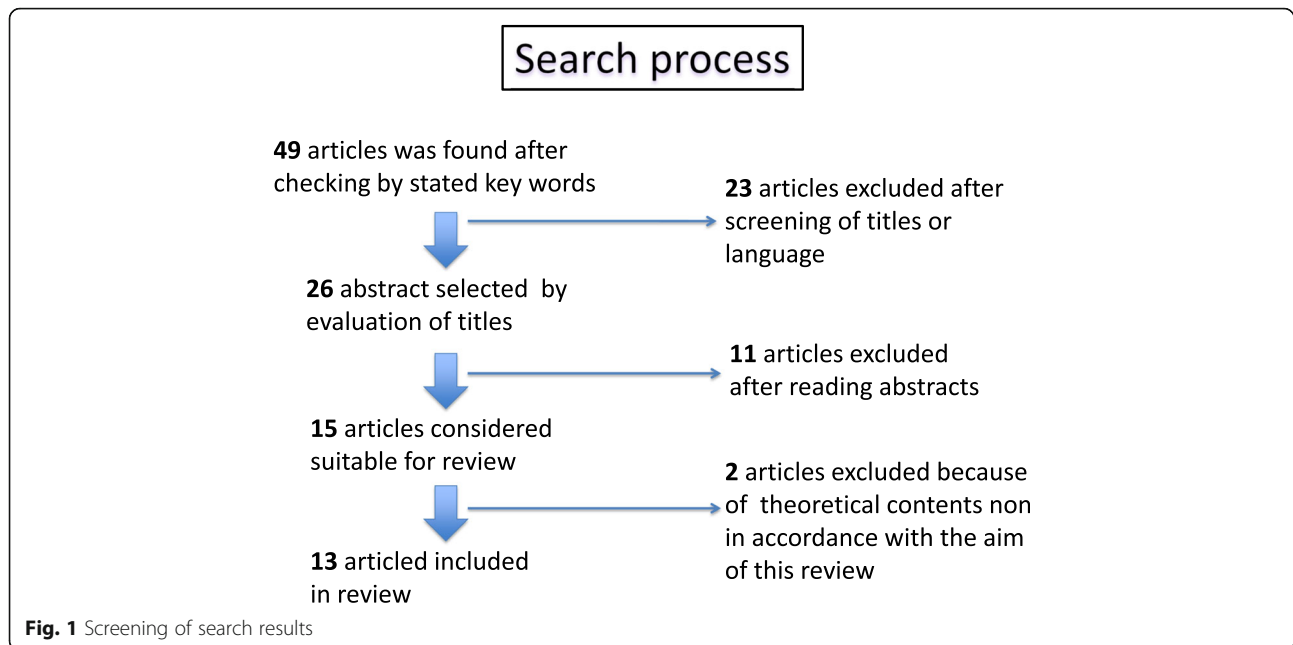 Search process
49 articles was found after
checking by stated key words
23 articles excluded after
screening of titles or
language
26 abstract selected by
evaluation of titles
11 articles excluded
after reading abstracts
15 articles considered
suitable for review
2 articles excluded because
of theoretical contents non
in accordance with the aim
of this review
13 articled included
in review
Fig. 1 Screening of search results